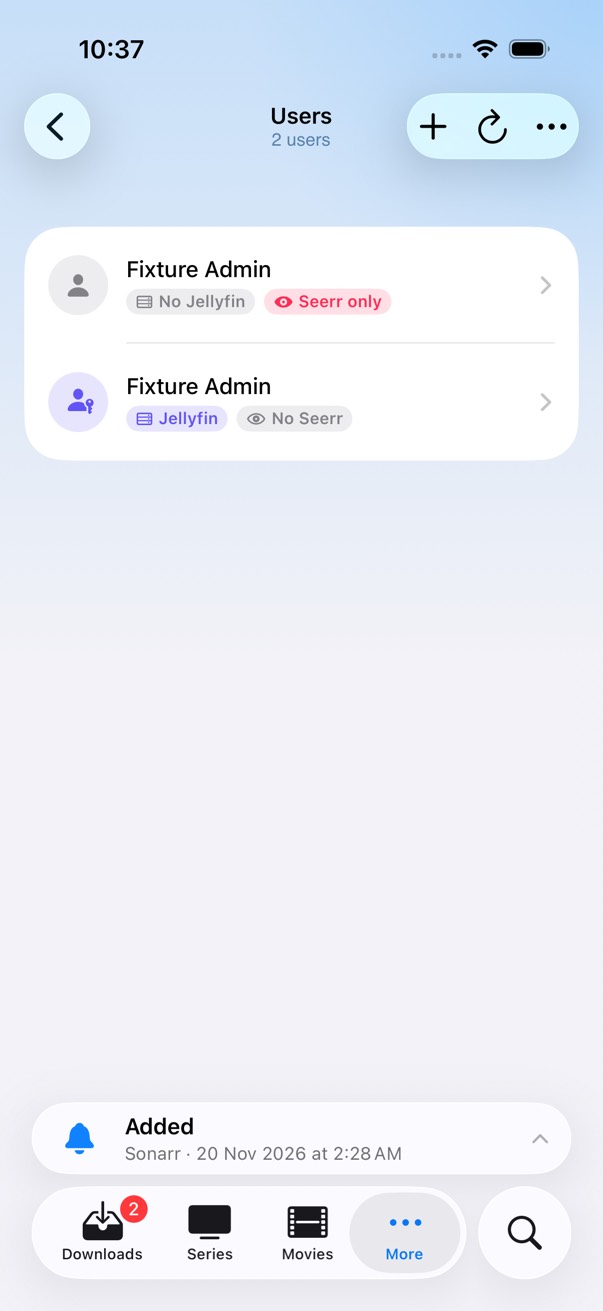 10:37
Users
2 users
Fixture Admin
No Jellyfin
Seerr only
Fixture Admin
Jellyfin
No Seerr
Added
Sonarr · 20 Nov 2026 at 2:28 AM
2
Downloads
Series
Movies
More